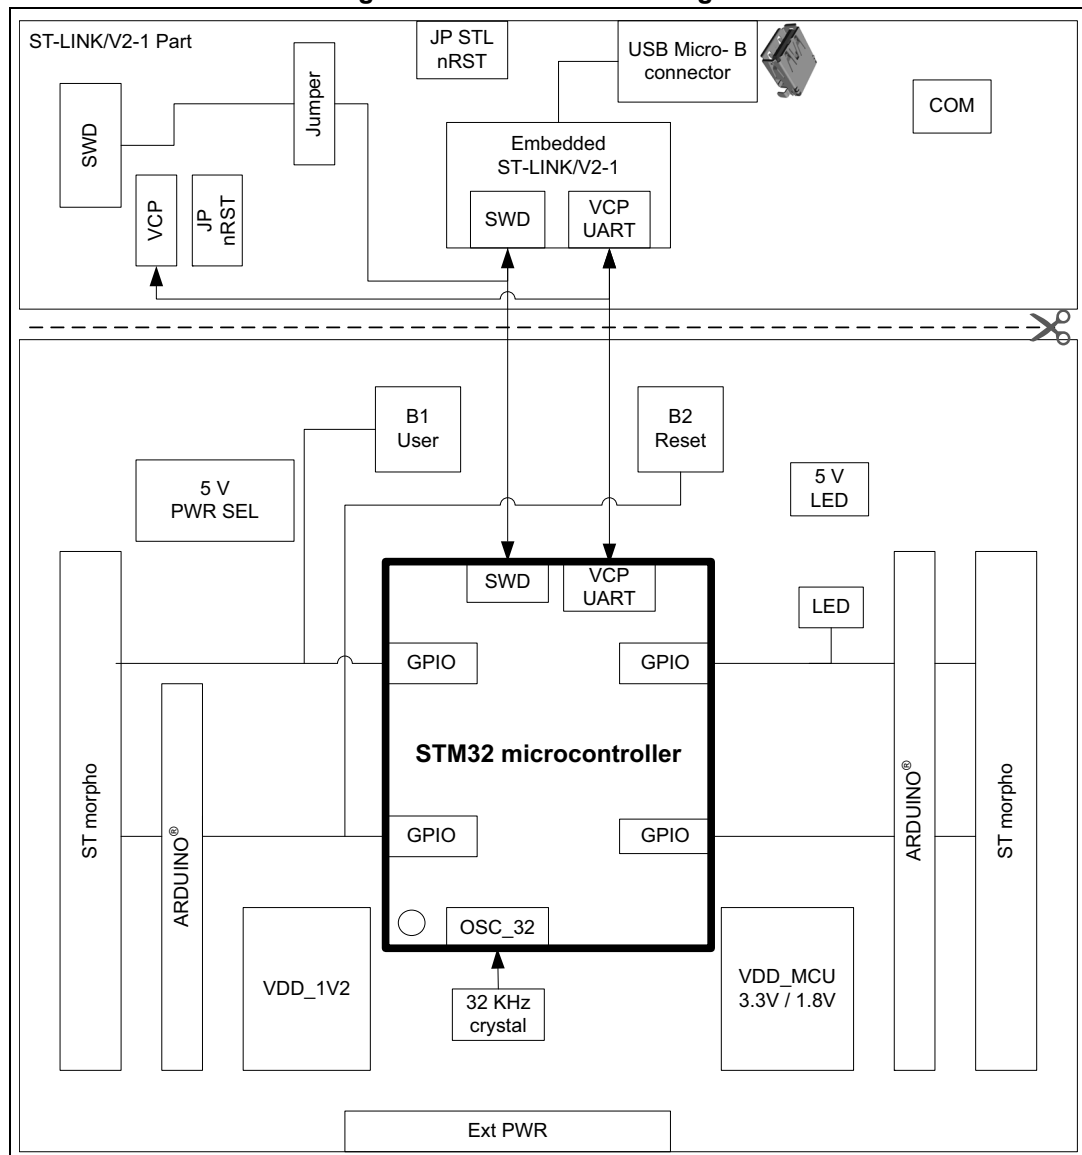 ST-LINK/V2-1 Part
JP STL
nRST
USB Micro- B
connector
COM
SWD
Jumper
Embedded
ST-LINK/V2-1
VCP
JP
nRST
SWD
VCP
UART
B1
User
B2
Reset
5 V
PWR SEL
5 V
LED
SWD
VCP
UART
LED
GPIO
GPIO
STM32 microcontroller
ST morpho
ARDUINO®
GPIO
GPIO
ARDUINO®
ST morpho
OSC_32
VDD_1V2
32 KHz
crystal
VDD_MCU
3.3V / 1.8V
Ext PWR